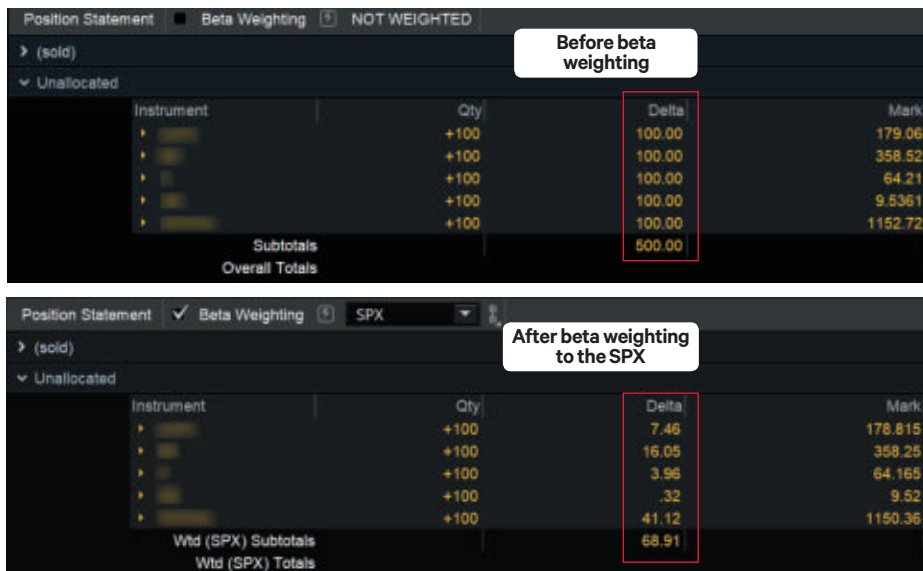 Position Statement Beta Weighting NOT WEIGHTED
> (sold)
Before beta weighting
Unallocated
Instrument Qty Delta Mark
+100 100.00 179.06
+100 100.00 358.52
+100 100.00 64.21
+100 100.00 9.5361
+100 100.00 1152.72
Subtotals 500.00
Overall Totals
Position Statement ✓ Beta Weighting SPX
> (sold)
After beta weighting to the SPX
Unallocated
Instrument Qty Delta Mark
+100 7.46 178.815
+100 16.05 358.25
+100 3.96 64.165
+100 .32 9.52
+100 41.12 1150.36
Wtd (SPX) Subtotals 68.91
Wtd (SPX) Totals